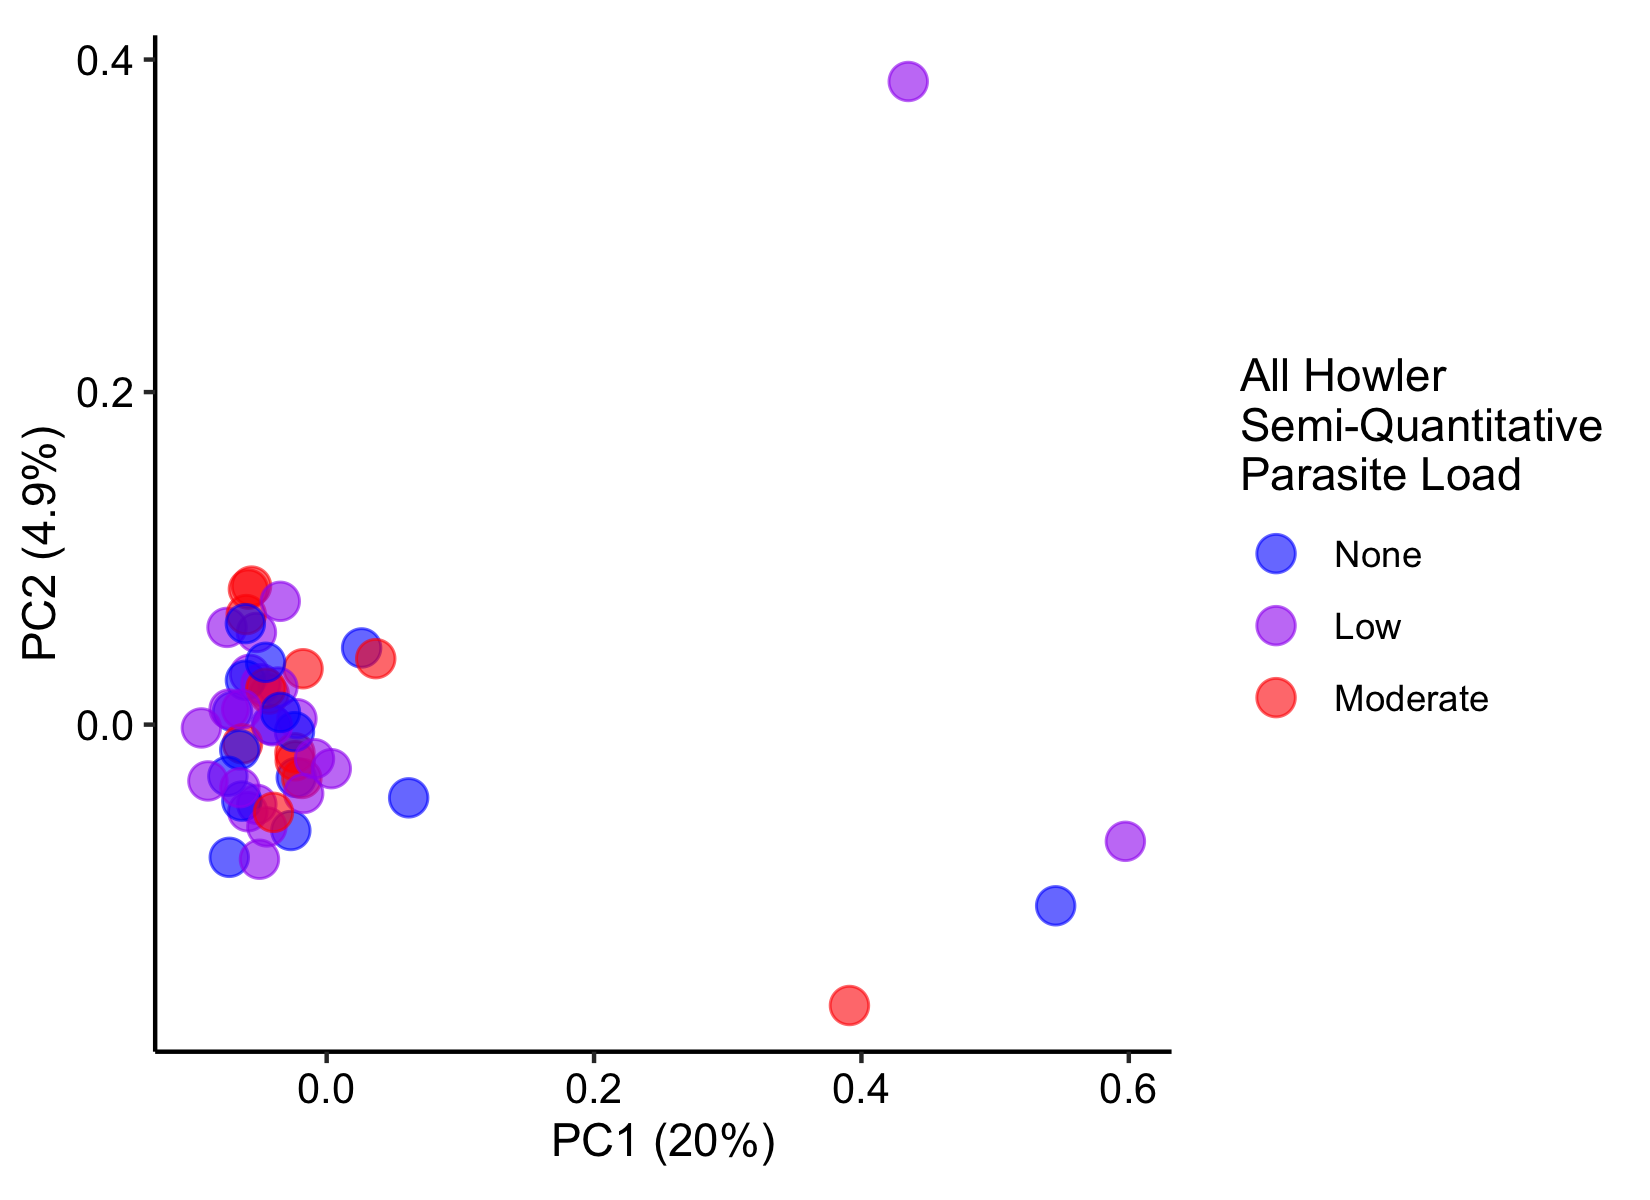 0.4
0.2
0.0
PC2 (4.9%)
0.0
0.2
0.4
0.6
PC1 (20%)
All Howler
Semi-Quantitative
Parasite Load
None
Low
Moderate